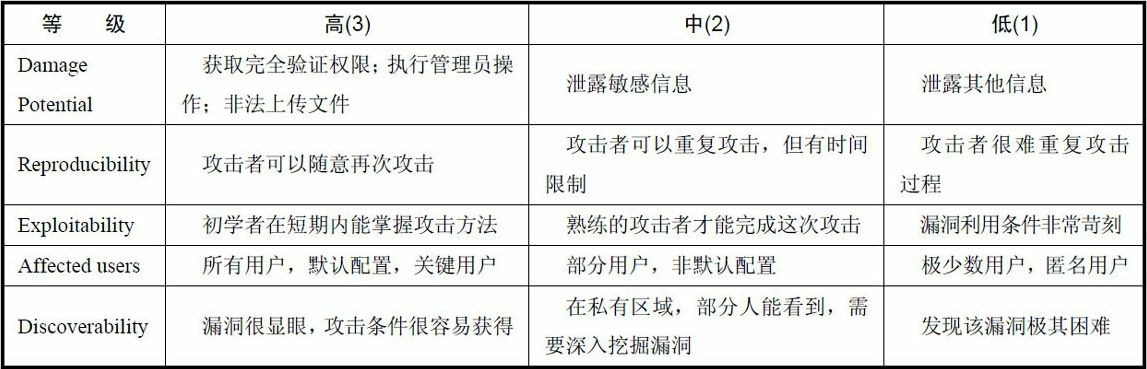 等 级 高(3) 中(2) 低(1)
Damage
Potential
获取完全验证权限；执行管理员操
作；非法上传文件
泄露敏感信息
泄露其他信息
Reproducibility
攻击者可以随意再次攻击
攻击者可以重复攻击，但有时间
限制
攻击者很难重复攻击
过程
Exploitability
初学者在短期内能掌握攻击方法
熟练的攻击者才能完成这次攻击
漏洞利用条件非常苛刻
Affected users
所有用户，默认配置，关键用户
部分用户，非默认配置
极少数用户，匿名用户
Discoverability
漏洞很显眼，攻击条件很容易获得
在私有区域，部分人能看到，需
要深入挖掘漏洞
发现该漏洞极其困难